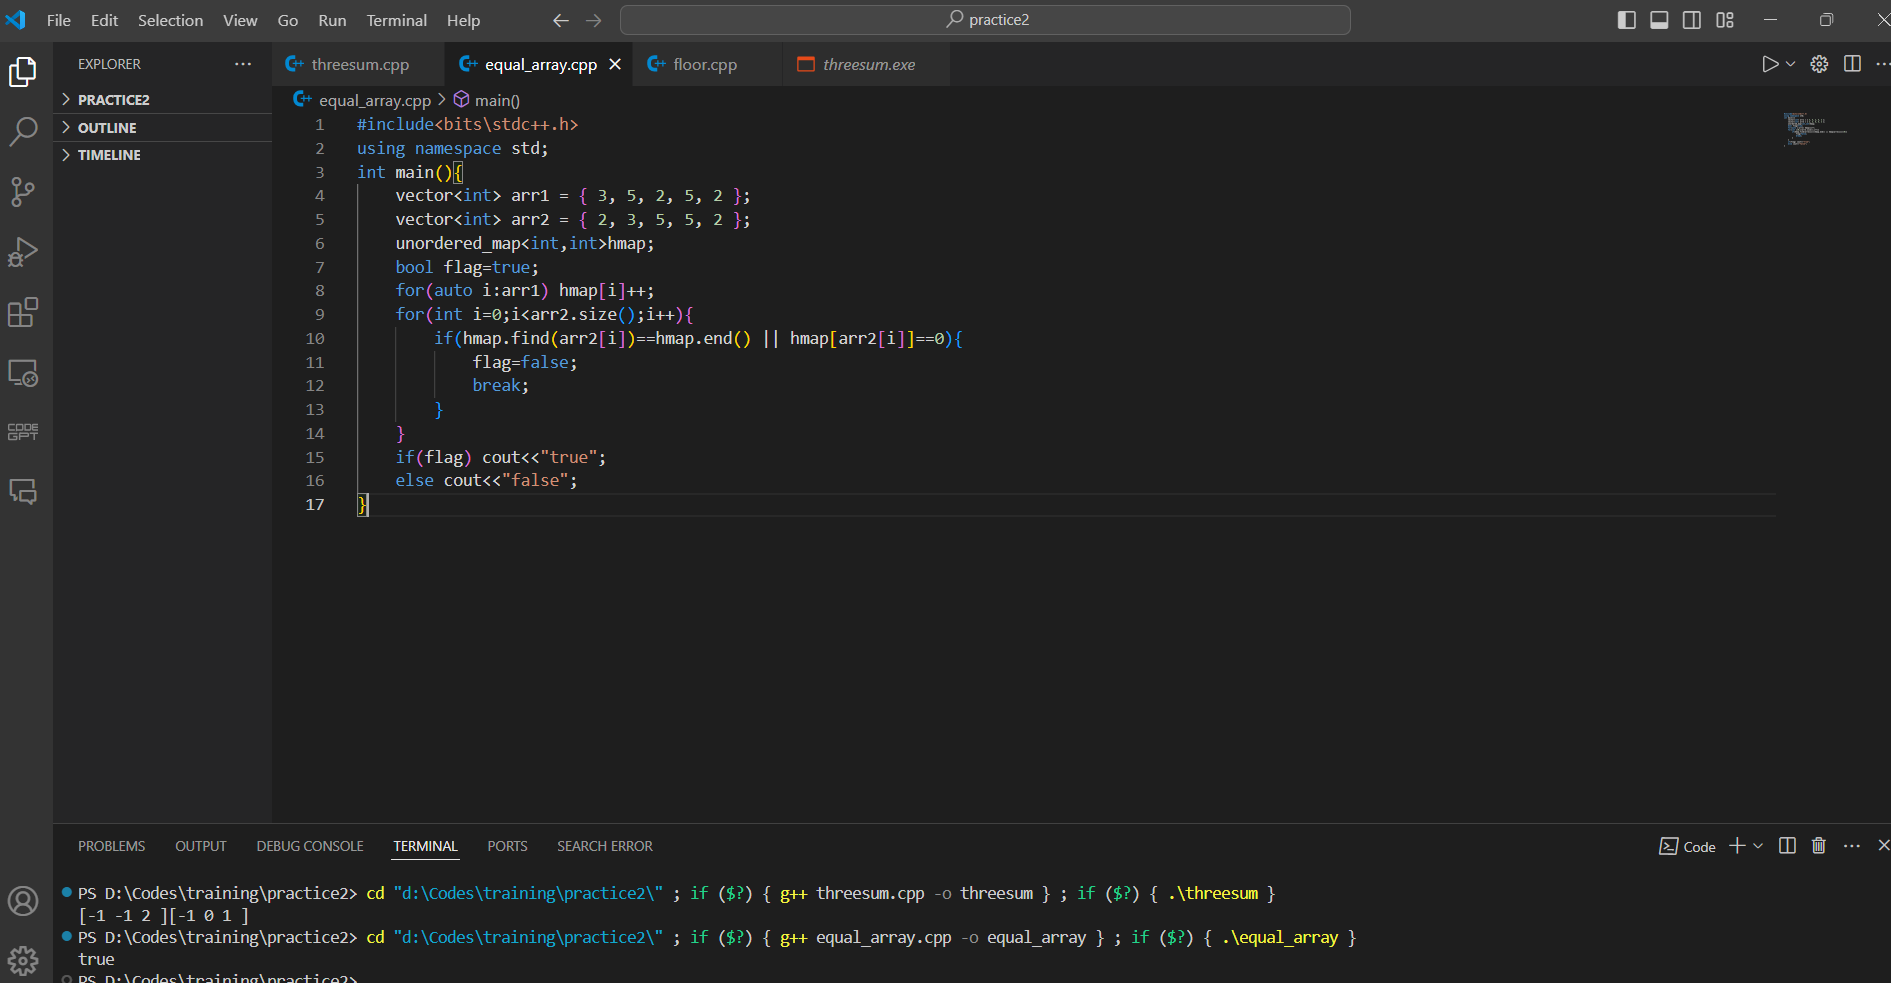 File Edit Selection View Go Run Terminal Help
practice2
EXPLORER
PRACTICE2
OUTLINE
TIMELINE
CODE
GPT
threesum.cpp
equal_array.cpp
floor.cpp
threesum.exe
equal_array.cpp > main()
1 #include<bits\stdc++.h>
2 using namespace std;
3 int main(){
4 vector<int> arr1 = { 3, 5, 2, 5, 2 };
5 vector<int> arr2 = { 2, 3, 5, 5, 2 };
6 unordered_map<int,int>hmap;
7 bool flag=true;
8 for(auto i:arr1) hmap[i]++;
9 for(int i=0;i<arr2.size();i++){
10 if(hmap.find(arr2[i])==hmap.end() || hmap[arr2[i]]==0){
11 flag=false;
12 break;
13 }
14 }
15 if(flag) cout<<"true";
16 else cout<<"false";
17 }
PROBLEMS OUTPUT DEBUG CONSOLE TERMINAL PORTS SEARCH ERROR
Code
PS D:\Codes\training\practice2> cd "d:\Codes\training\practice2\" ; if ($?) { g++ threesum.cpp -o threesum } ; if ($?) { .\threesum }
[-1 -1 2 ][-1 0 1 ]
PS D:\Codes\training\practice2> cd "d:\Codes\training\practice2\" ; if ($?) { g++ equal_array.cpp -o equal_array } ; if ($?) { .\equal_array }
true
PS D:\Codes\training\practice2>